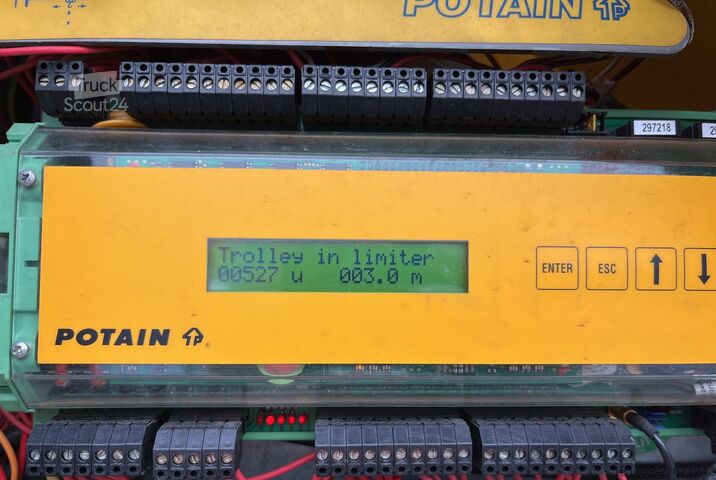 POTAIN
Truck
Scout24
297218
Trolley in limiter
00527 u 003.0 m
ENTER
ESC
POTAIN